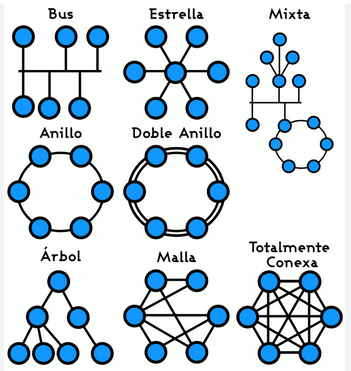 Bus
Estrella
Mixta
Anillo
Doble Anillo
Árbol
Malla
Totalmente
Conexa